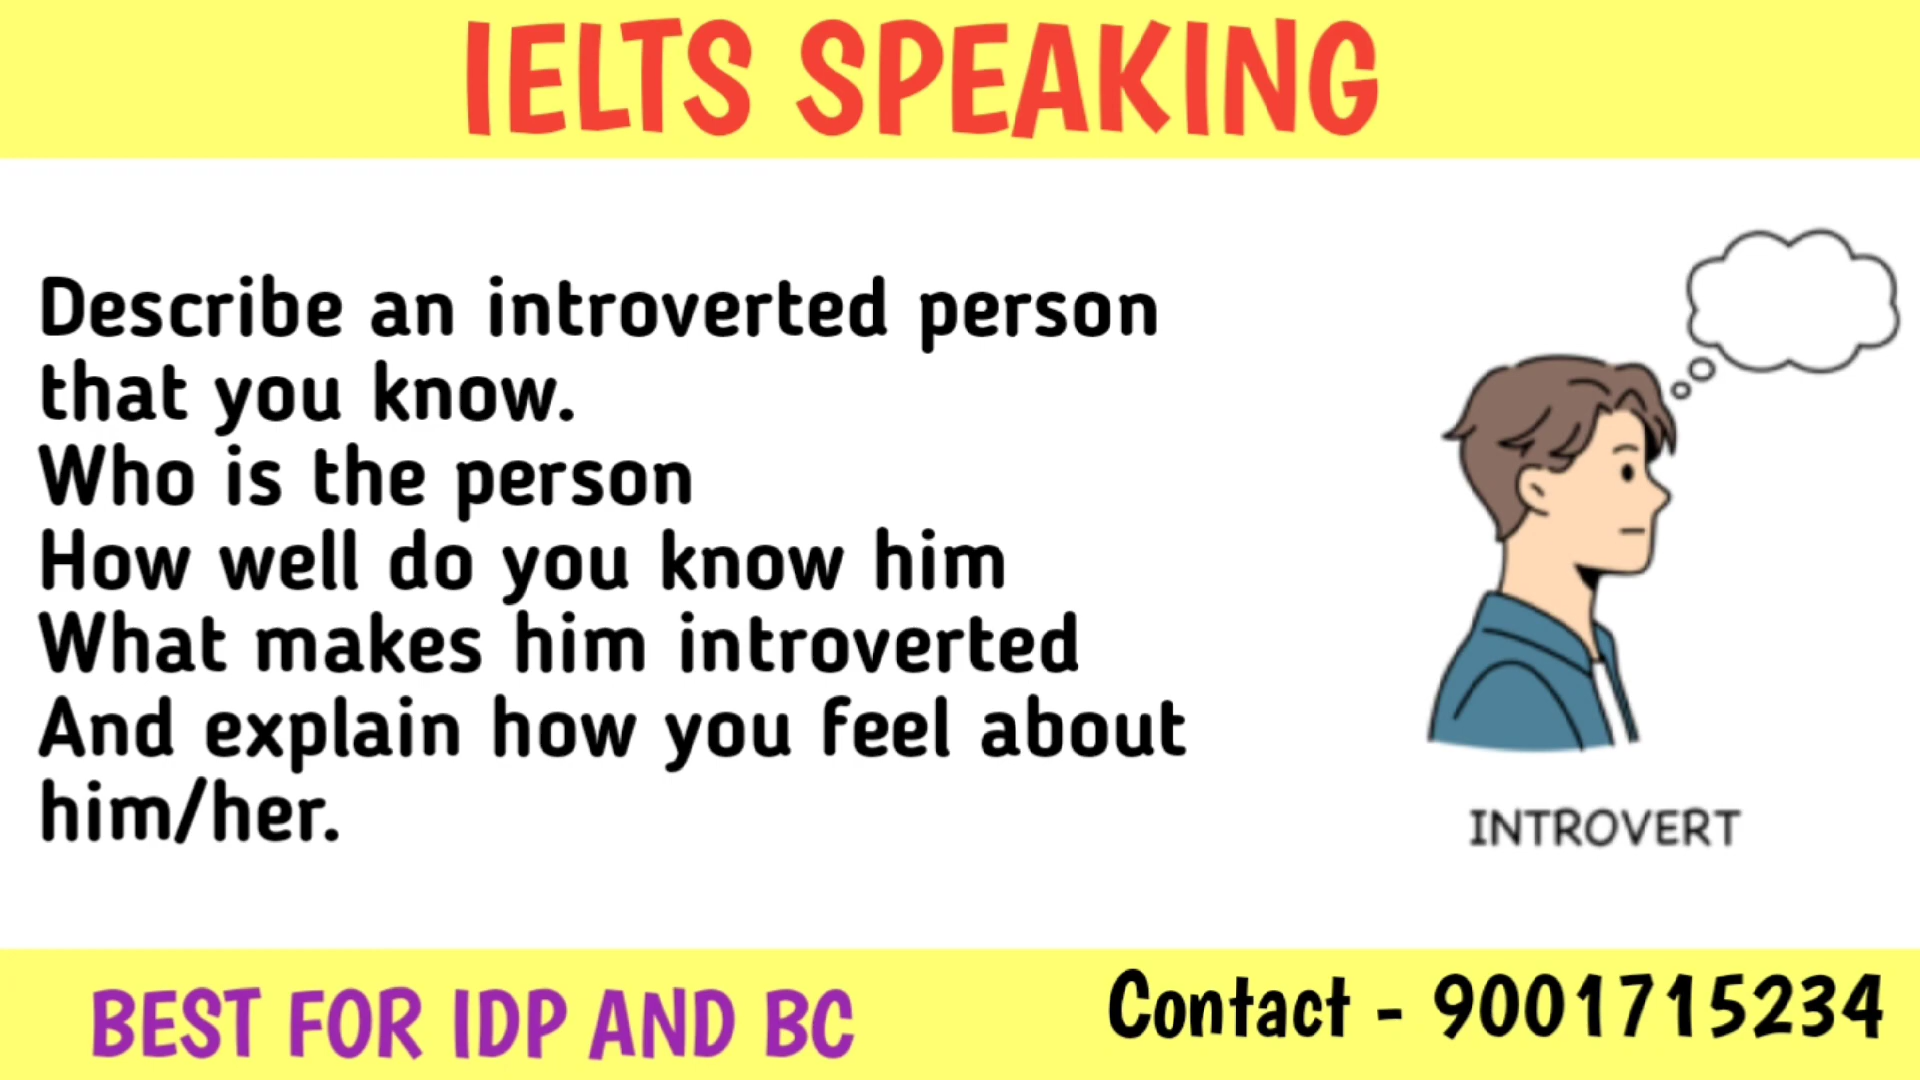 IELTS SPEAKING
Describe an introverted person
that you know.
Who is the person
How well do you know him
What makes him introverted
And explain how you feel about
him/her.
INTROVERT
BEST FOR IDP AND BC
Contact - 9001715234